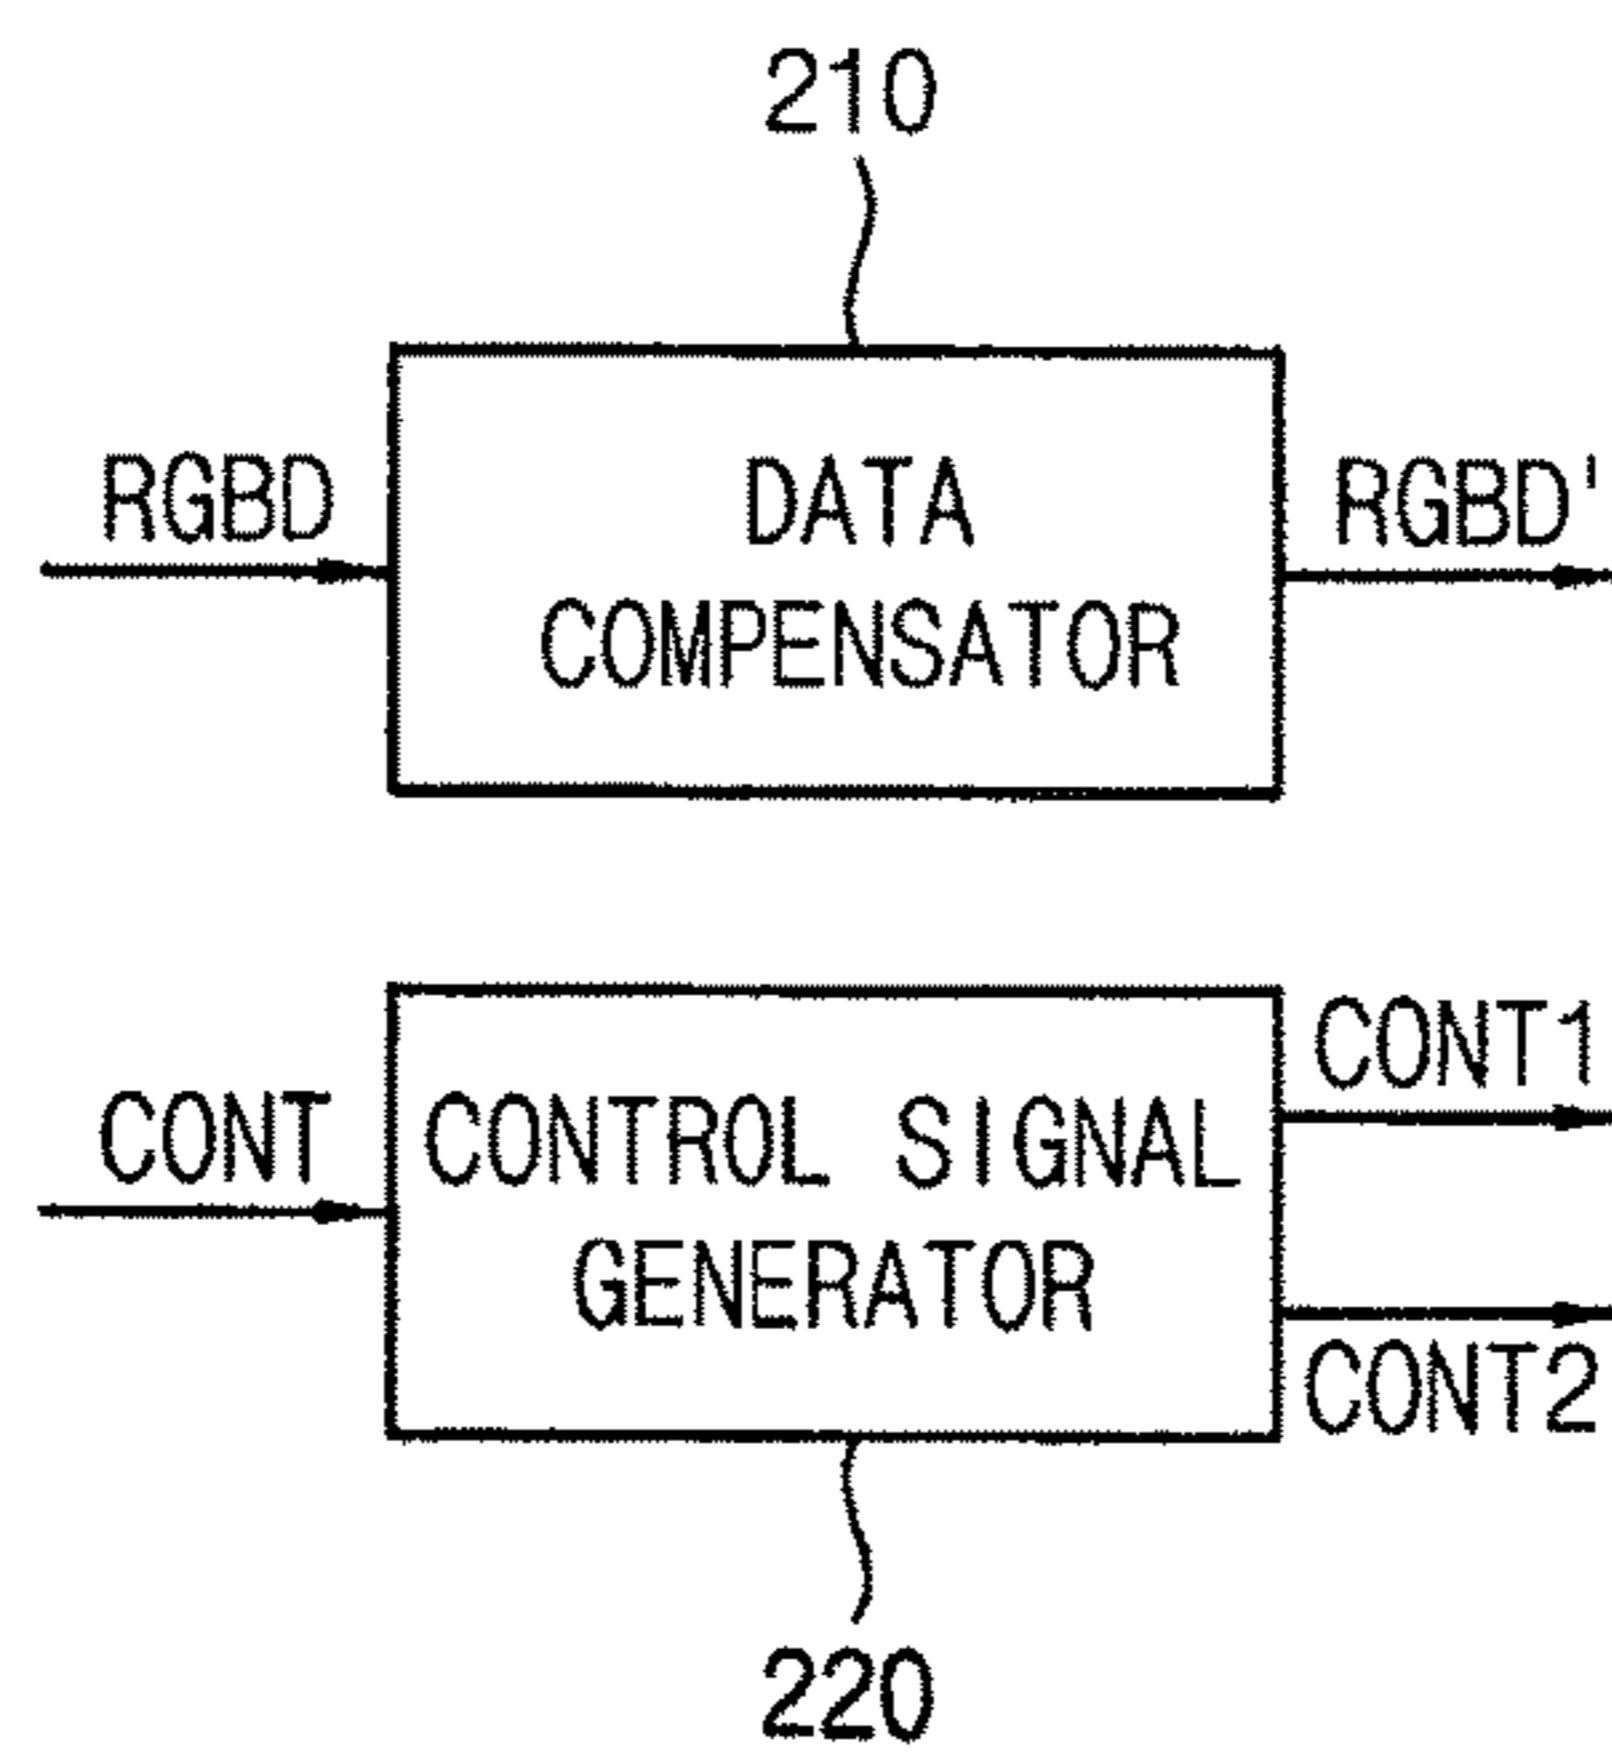 210
RGBD
DATA
COMPENSATOR
RGBD'
CONT
CONTROL SIGNAL
GENERATOR
CONT1
CONT2
220